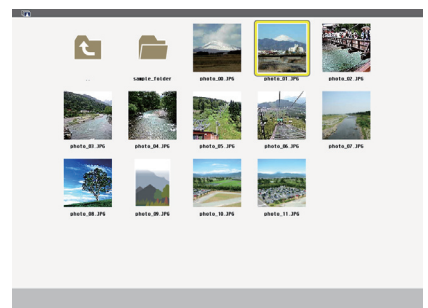 ..
sample_folder
photo_00.JPG
photo_01.JPG
photo_02.JPG
photo_03.JPG
photo_04.JPG
photo_05.JPG
photo_06.JPG
photo_07.JPG
photo_08.JPG
photo_09.JPG
photo_10.JPG
photo_11.JPG